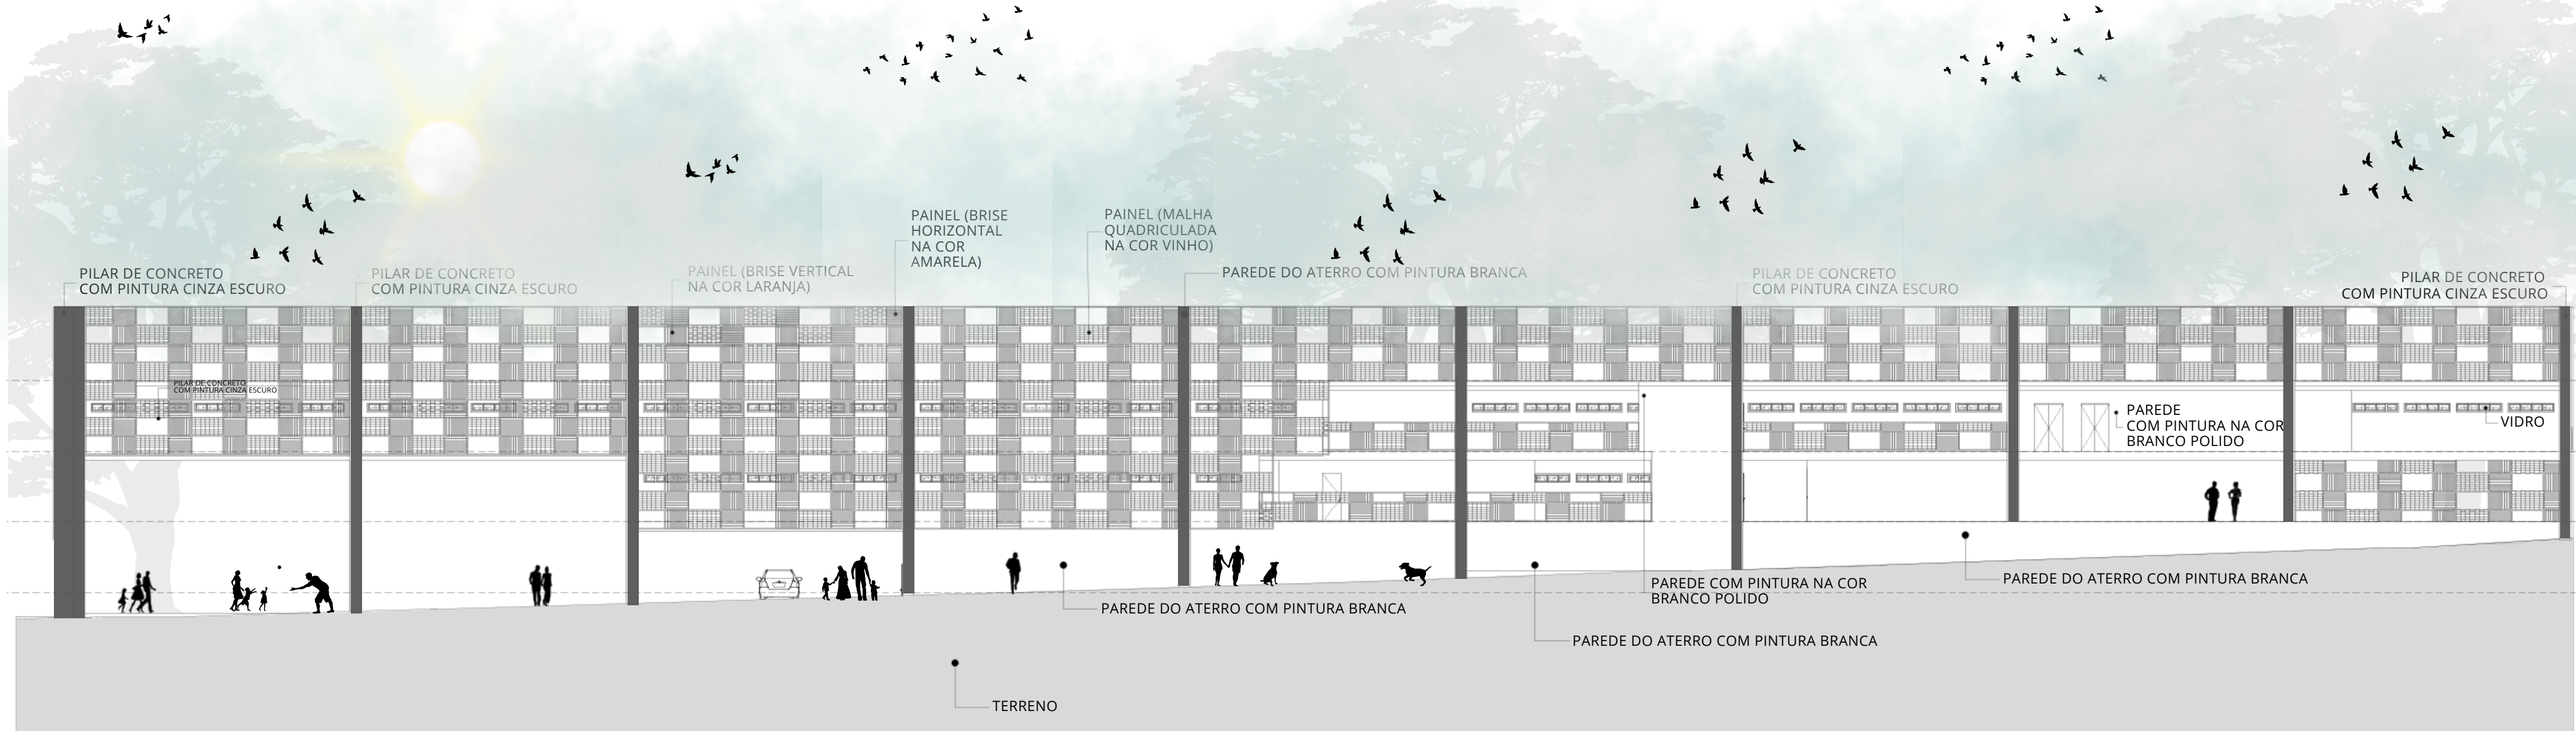 PAINEL (BRISE
HORIZONTAL
NA COR
AMARELA)
PAINEL (MALHA
QUADRICULADA
NA COR VINHO)
PILAR DE CONCRETO
COM PINTURA CINZA ESCURO
PILAR DE CONCRETO
COM PINTURA CINZA ESCURO
PAINEL (BRISE VERTICAL
NA COR LARANJA)
PAREDE DO ATERRO COM PINTURA BRANCA
PILAR DE CONCRETO
COM PINTURA CINZA ESCURO
PILAR DE CONCRETO
COM PINTURA CINZA ESCURO
PILAR DE CONCRETO
COM PINTURA CINZA ESCURO
PAREDE
COM PINTURA NA COR
BRANCO POLIDO
VIDRO
PAREDE DO ATERRO COM PINTURA BRANCA
PAREDE COM PINTURA NA COR
BRANCO POLIDO
PAREDE DO ATERRO COM PINTURA BRANCA
PAREDE DO ATERRO COM PINTURA BRANCA
TERRENO